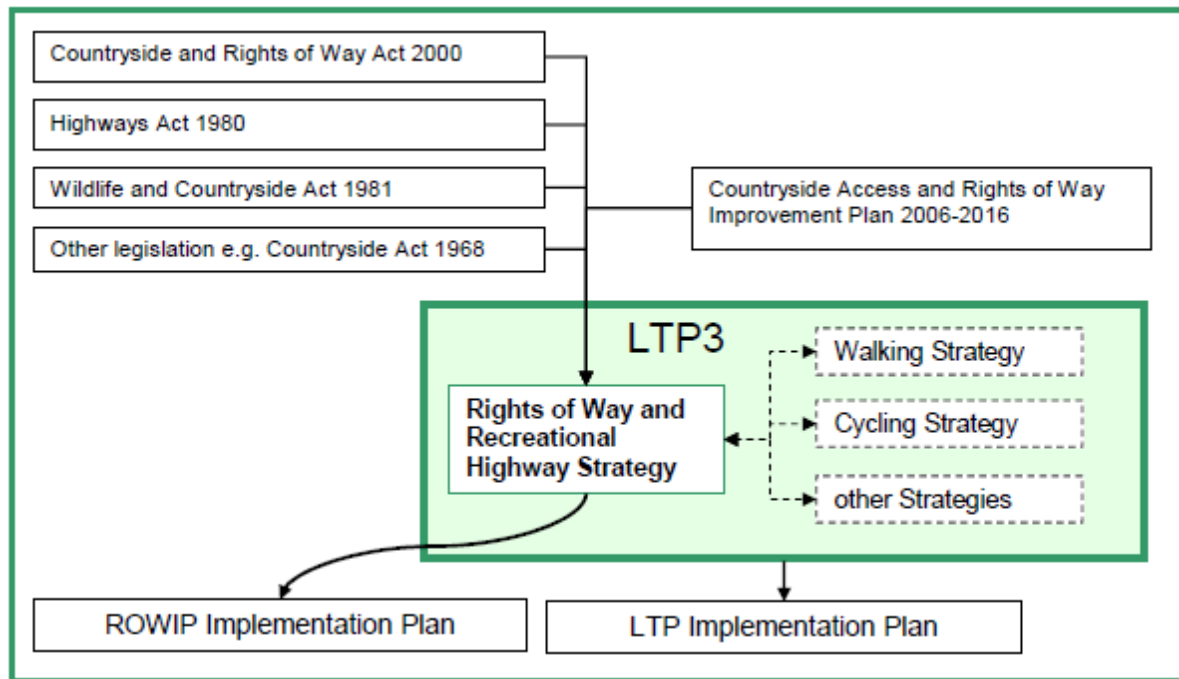 Countryside and Rights of Way Act 2000
Highways Act 1980
Wildlife and Countryside Act 1981
Other legislation e.g. Countryside Act 1968
Countryside Access and Rights of Way
Improvement Plan 2006-2016
LTP3
Rights of Way and
Recreational
Highway Strategy
Walking Strategy
Cycling Strategy
other Strategies
ROWIP Implementation Plan
LTP Implementation Plan